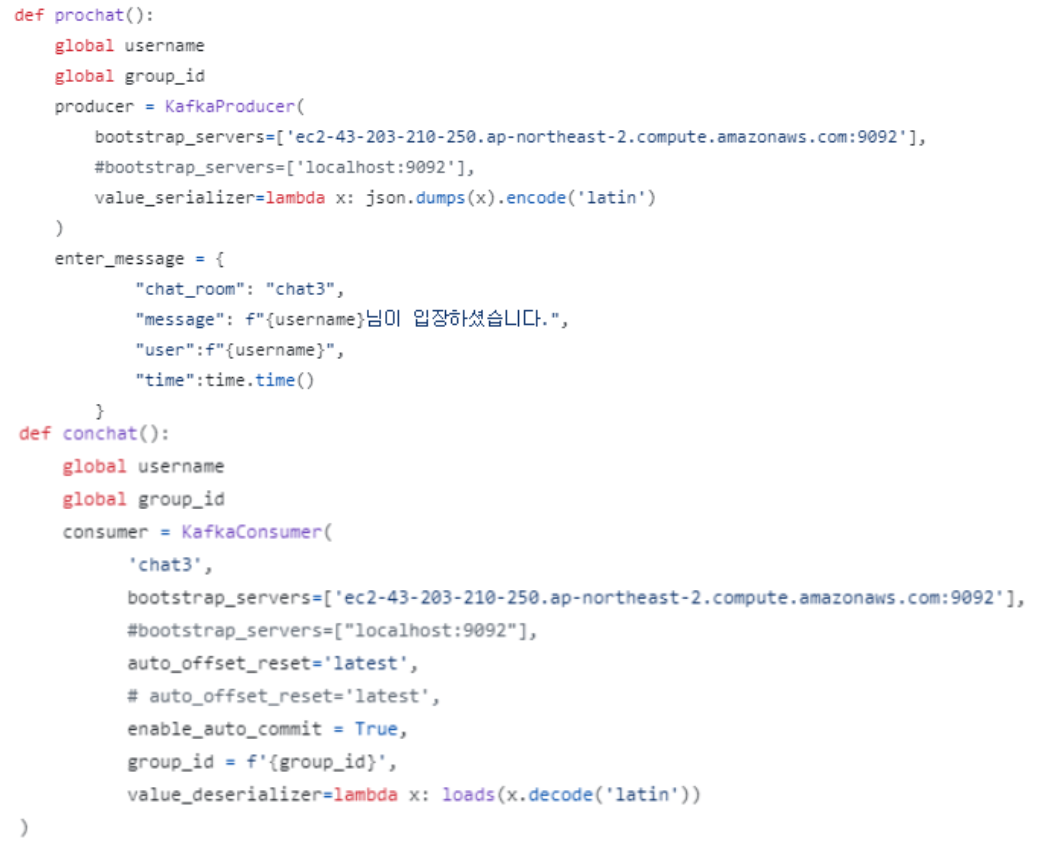 def prochat():
    global username
    global group_id
    producer = KafkaProducer(
        bootstrap_servers=['ec2-43-203-210-250.ap-northeast-2.compute.amazonaws.com:9092'],
        #bootstrap_servers=['localhost:9092'],
        value_serializer=lambda x: json.dumps(x).encode('latin')
    )
    enter_message = {
            "chat_room": "chat3",
            "message": f"{username}님이 입장하셨습니다.",
            "user":f"{username}",
            "time":time.time()
        }
def conchat():
    global username
    global group_id
    consumer = KafkaConsumer(
          'chat3',
          bootstrap_servers=['ec2-43-203-210-250.ap-northeast-2.compute.amazonaws.com:9092'],
          #bootstrap_servers=["localhost:9092"],
          auto_offset_reset='latest',
          # auto_offset_reset='latest',
          enable_auto_commit = True,
          group_id = f'{group_id}',
          value_deserializer=lambda x: loads(x.decode('latin'))
)